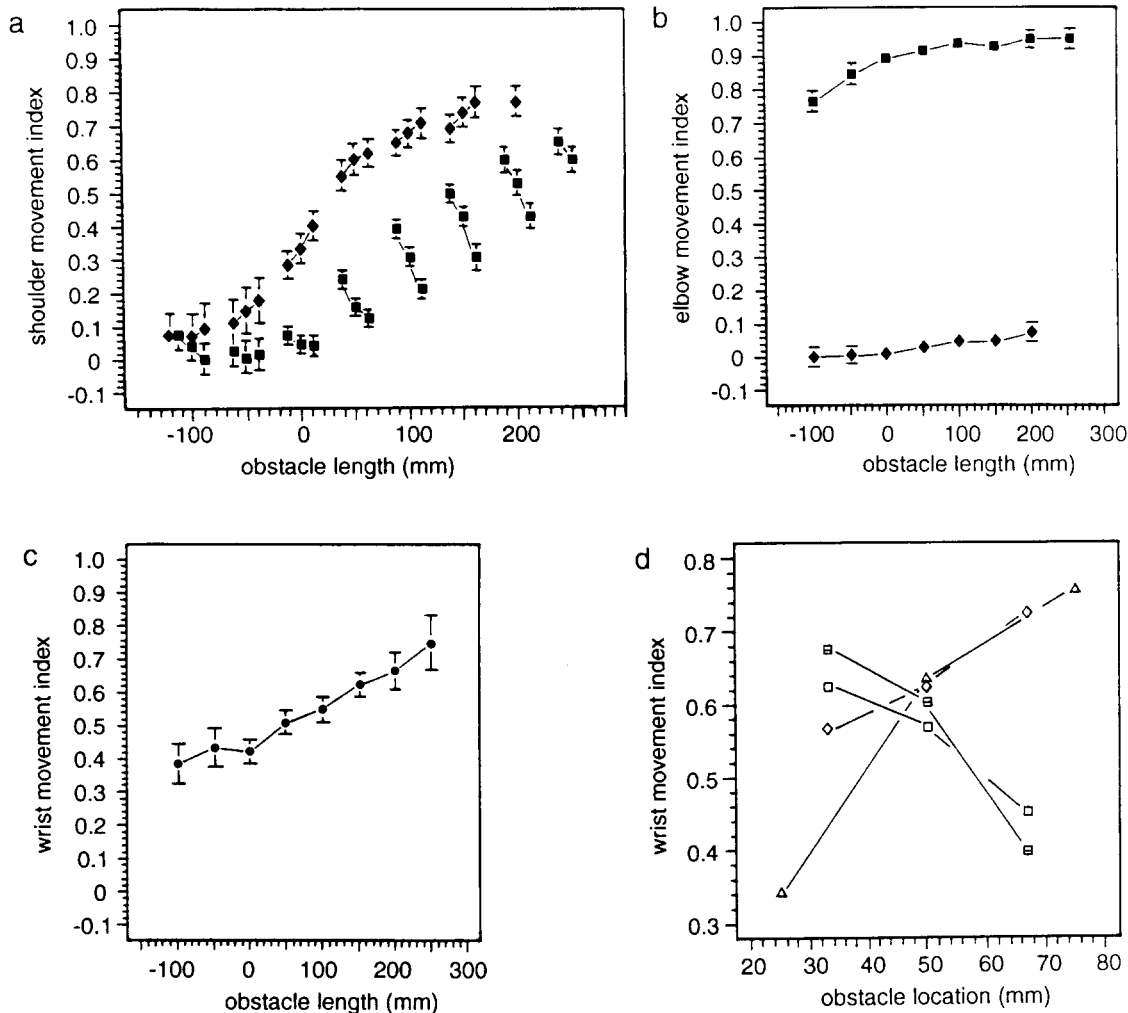 a
1.0
0.9
0.8
0.7
0.6
0.5
0.4
0.3
0.2
0.1
0
-0.1
shoulder movement index
-100 0 100 200
obstacle length (mm)
b
1.0
0.9
0.8
0.7
0.6
0.5
0.4
0.3
0.2
0.1
0
-0.1
elbow movement index
-100 0 100 200 300
obstacle length (mm)
c
1.0
0.9
0.8
0.7
0.6
0.5
0.4
0.3
0.2
0.1
0
-0.1
wrist movement index
-100 0 100 200 300
obstacle length (mm)
d
0.8
0.7
0.6
0.5
0.4
0.3
wrist movement index
20 30 40 50 60 70 80
obstacle location (mm)